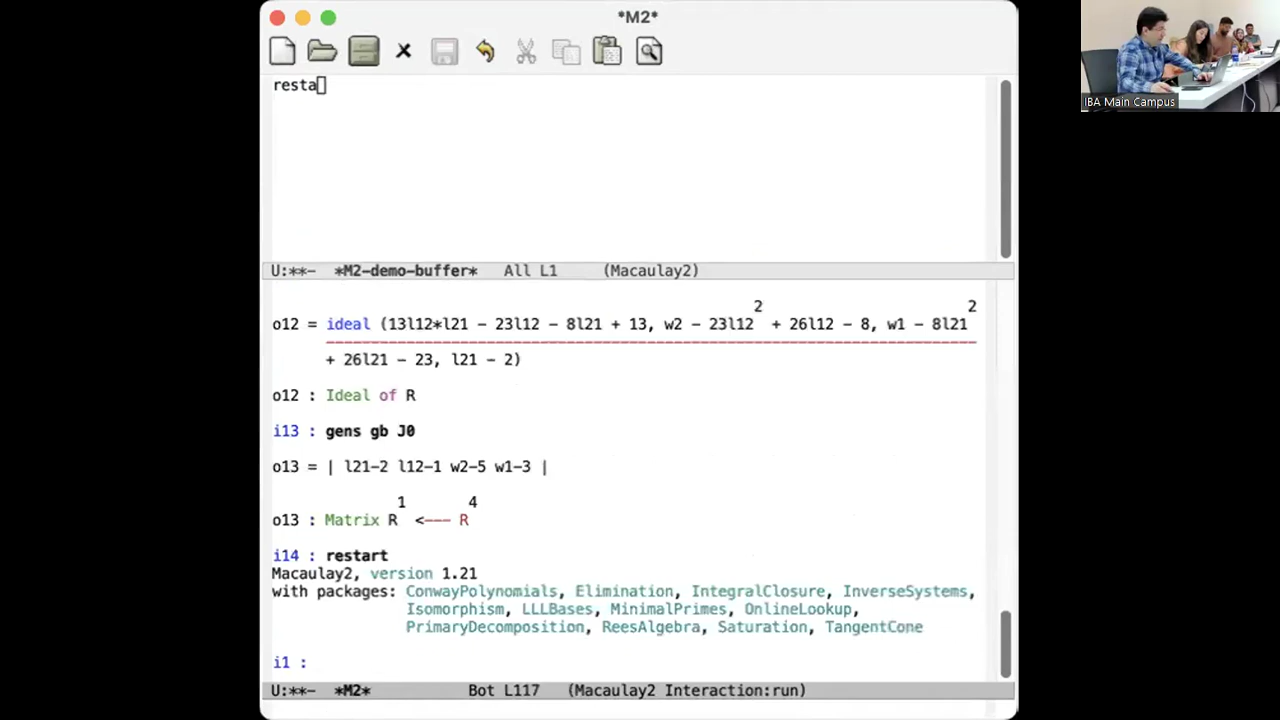 *M2*
resta
U:**-  *M2-demo-buffer*   All L1    (Macaulay2)
2                        2
o12 = ideal (13l12*l21 - 23l12 - 8l21 + 13, w2 - 23l12  + 26l12 - 8, w1 - 8l21
+ 26l21 - 23, l21 - 2)
o12 : Ideal of R
i13 : gens gb J0
o13 = | l21-2 l12-1 w2-5 w1-3 |
1       4
o13 : Matrix R  <--- R
i14 : restart
Macaulay2, version 1.21
with packages: ConwayPolynomials, Elimination, IntegralClosure, InverseSystems,
Isomorphism, LLLBases, MinimalPrimes, OnlineLookup,
PrimaryDecomposition, ReesAlgebra, Saturation, TangentCone
i1 :
U:**-  *M2*           Bot L117   (Macaulay2 Interaction:run)
IBA Main Campus